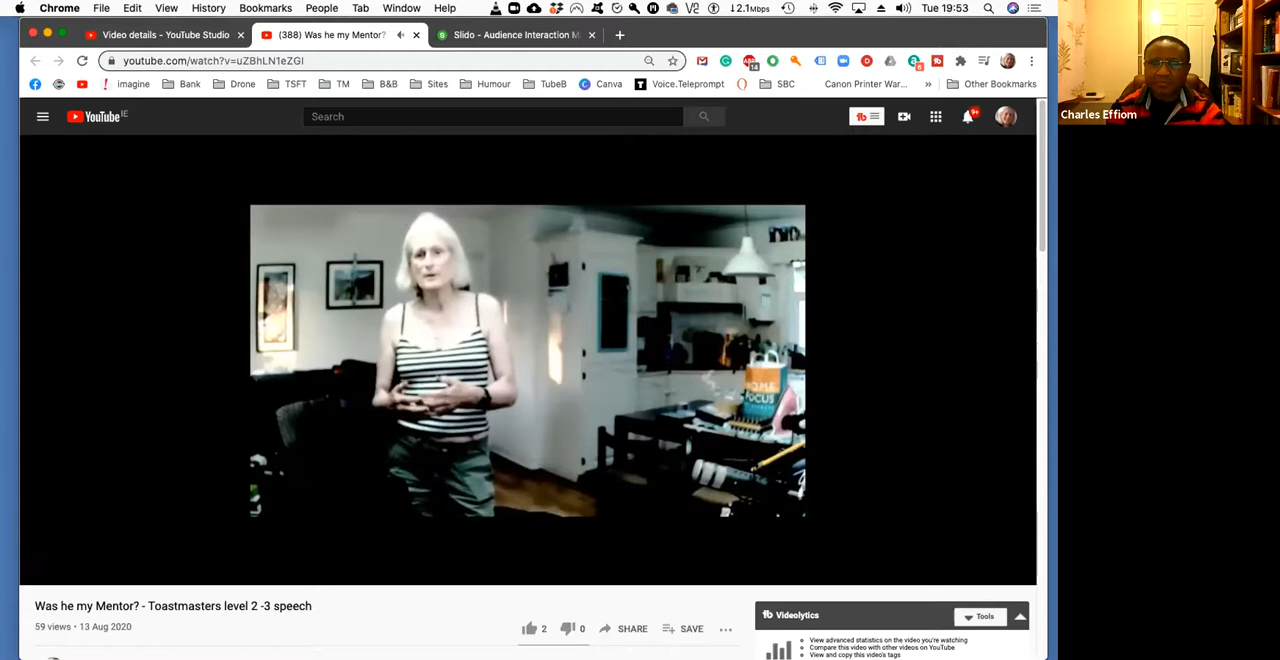 Chrome File Edit View History Bookmarks People Tab Window Help V2 2.1Mbps Tue 19:53
Video details - YouTube Studio (388) Was he my Mentor? Slido - Audience Interaction M
youtube.com/watch?v=uZBhLN1eZGI
imagine Bank Drone TSFT TM B&B Sites Humour TubeB Canva Voice.Teleprompt SBC Canon Printer War... » Other Bookmarks
YouTube IE Search 9+
Charles Effiom
HOME
FOCUS
Was he my Mentor? - Toastmasters level 2 -3 speech
59 views • 13 Aug 2020
2 0 SHARE SAVE
Videolytics Tools
View advanced statistics on the video you're watching
Compare this video with other videos on YouTube
View and copy this video's tags